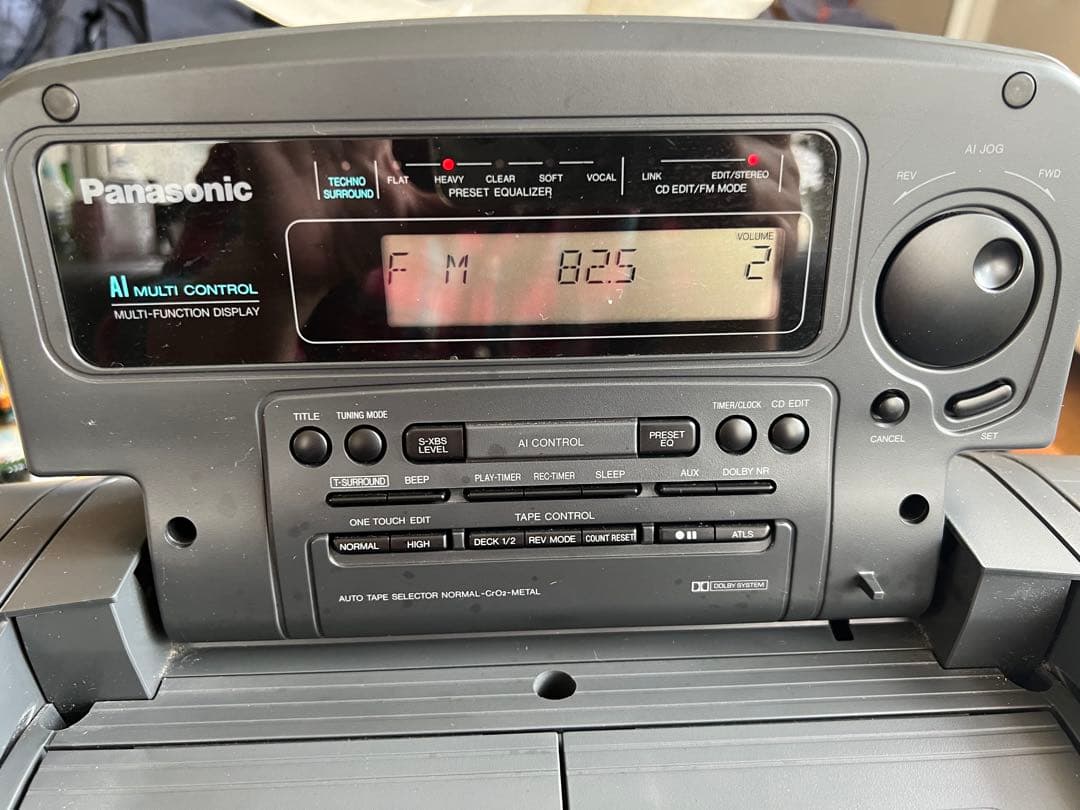 Panasonic
TECHNO
SURROUND
FLAT HEAVY CLEAR SOFT VOCAL
PRESET EQUALIZER
LINK EDIT/STEREO
CD EDIT/FM MODE
AI JOG
REV FWD
VOLUME
FM 82.5 2
AI MULTI CONTROL
MULTI-FUNCTION DISPLAY
CANCEL SET
TITLE TUNING MODE
S-XBS
LEVEL
AI CONTROL
PRESET
EQ
TIMER/CLOCK CD EDIT
T-SURROUND BEEP PLAY-TIMER REC-TIMER SLEEP AUX DOLBY NR
ONE TOUCH EDIT TAPE CONTROL
NORMAL HIGH DECK 1/2 REV MODE COUNT RESET ATLS
AUTO TAPE SELECTOR NORMAL-CrO₂-METAL
DOLBY SYSTEM